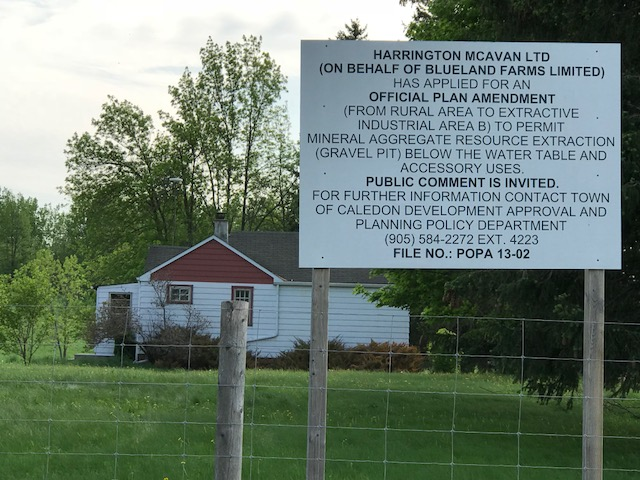 HARRINGTON MCAVAN LTD
(ON BEHALF OF BLUELAND FARMS LIMITED)
HAS APPLIED FOR AN
OFFICIAL PLAN AMENDMENT
(FROM RURAL AREA TO EXTRACTIVE
INDUSTRIAL AREA B) TO PERMIT
MINERAL AGGREGATE RESOURCE EXTRACTION
(GRAVEL PIT) BELOW THE WATER TABLE AND
ACCESSORY USES.
PUBLIC COMMENT IS INVITED.
FOR FURTHER INFORMATION CONTACT TOWN
OF CALEDON DEVELOPMENT APPROVAL AND
PLANNING POLICY DEPARTMENT
(905) 584-2272 EXT. 4223
FILE NO.: POPA 13-02